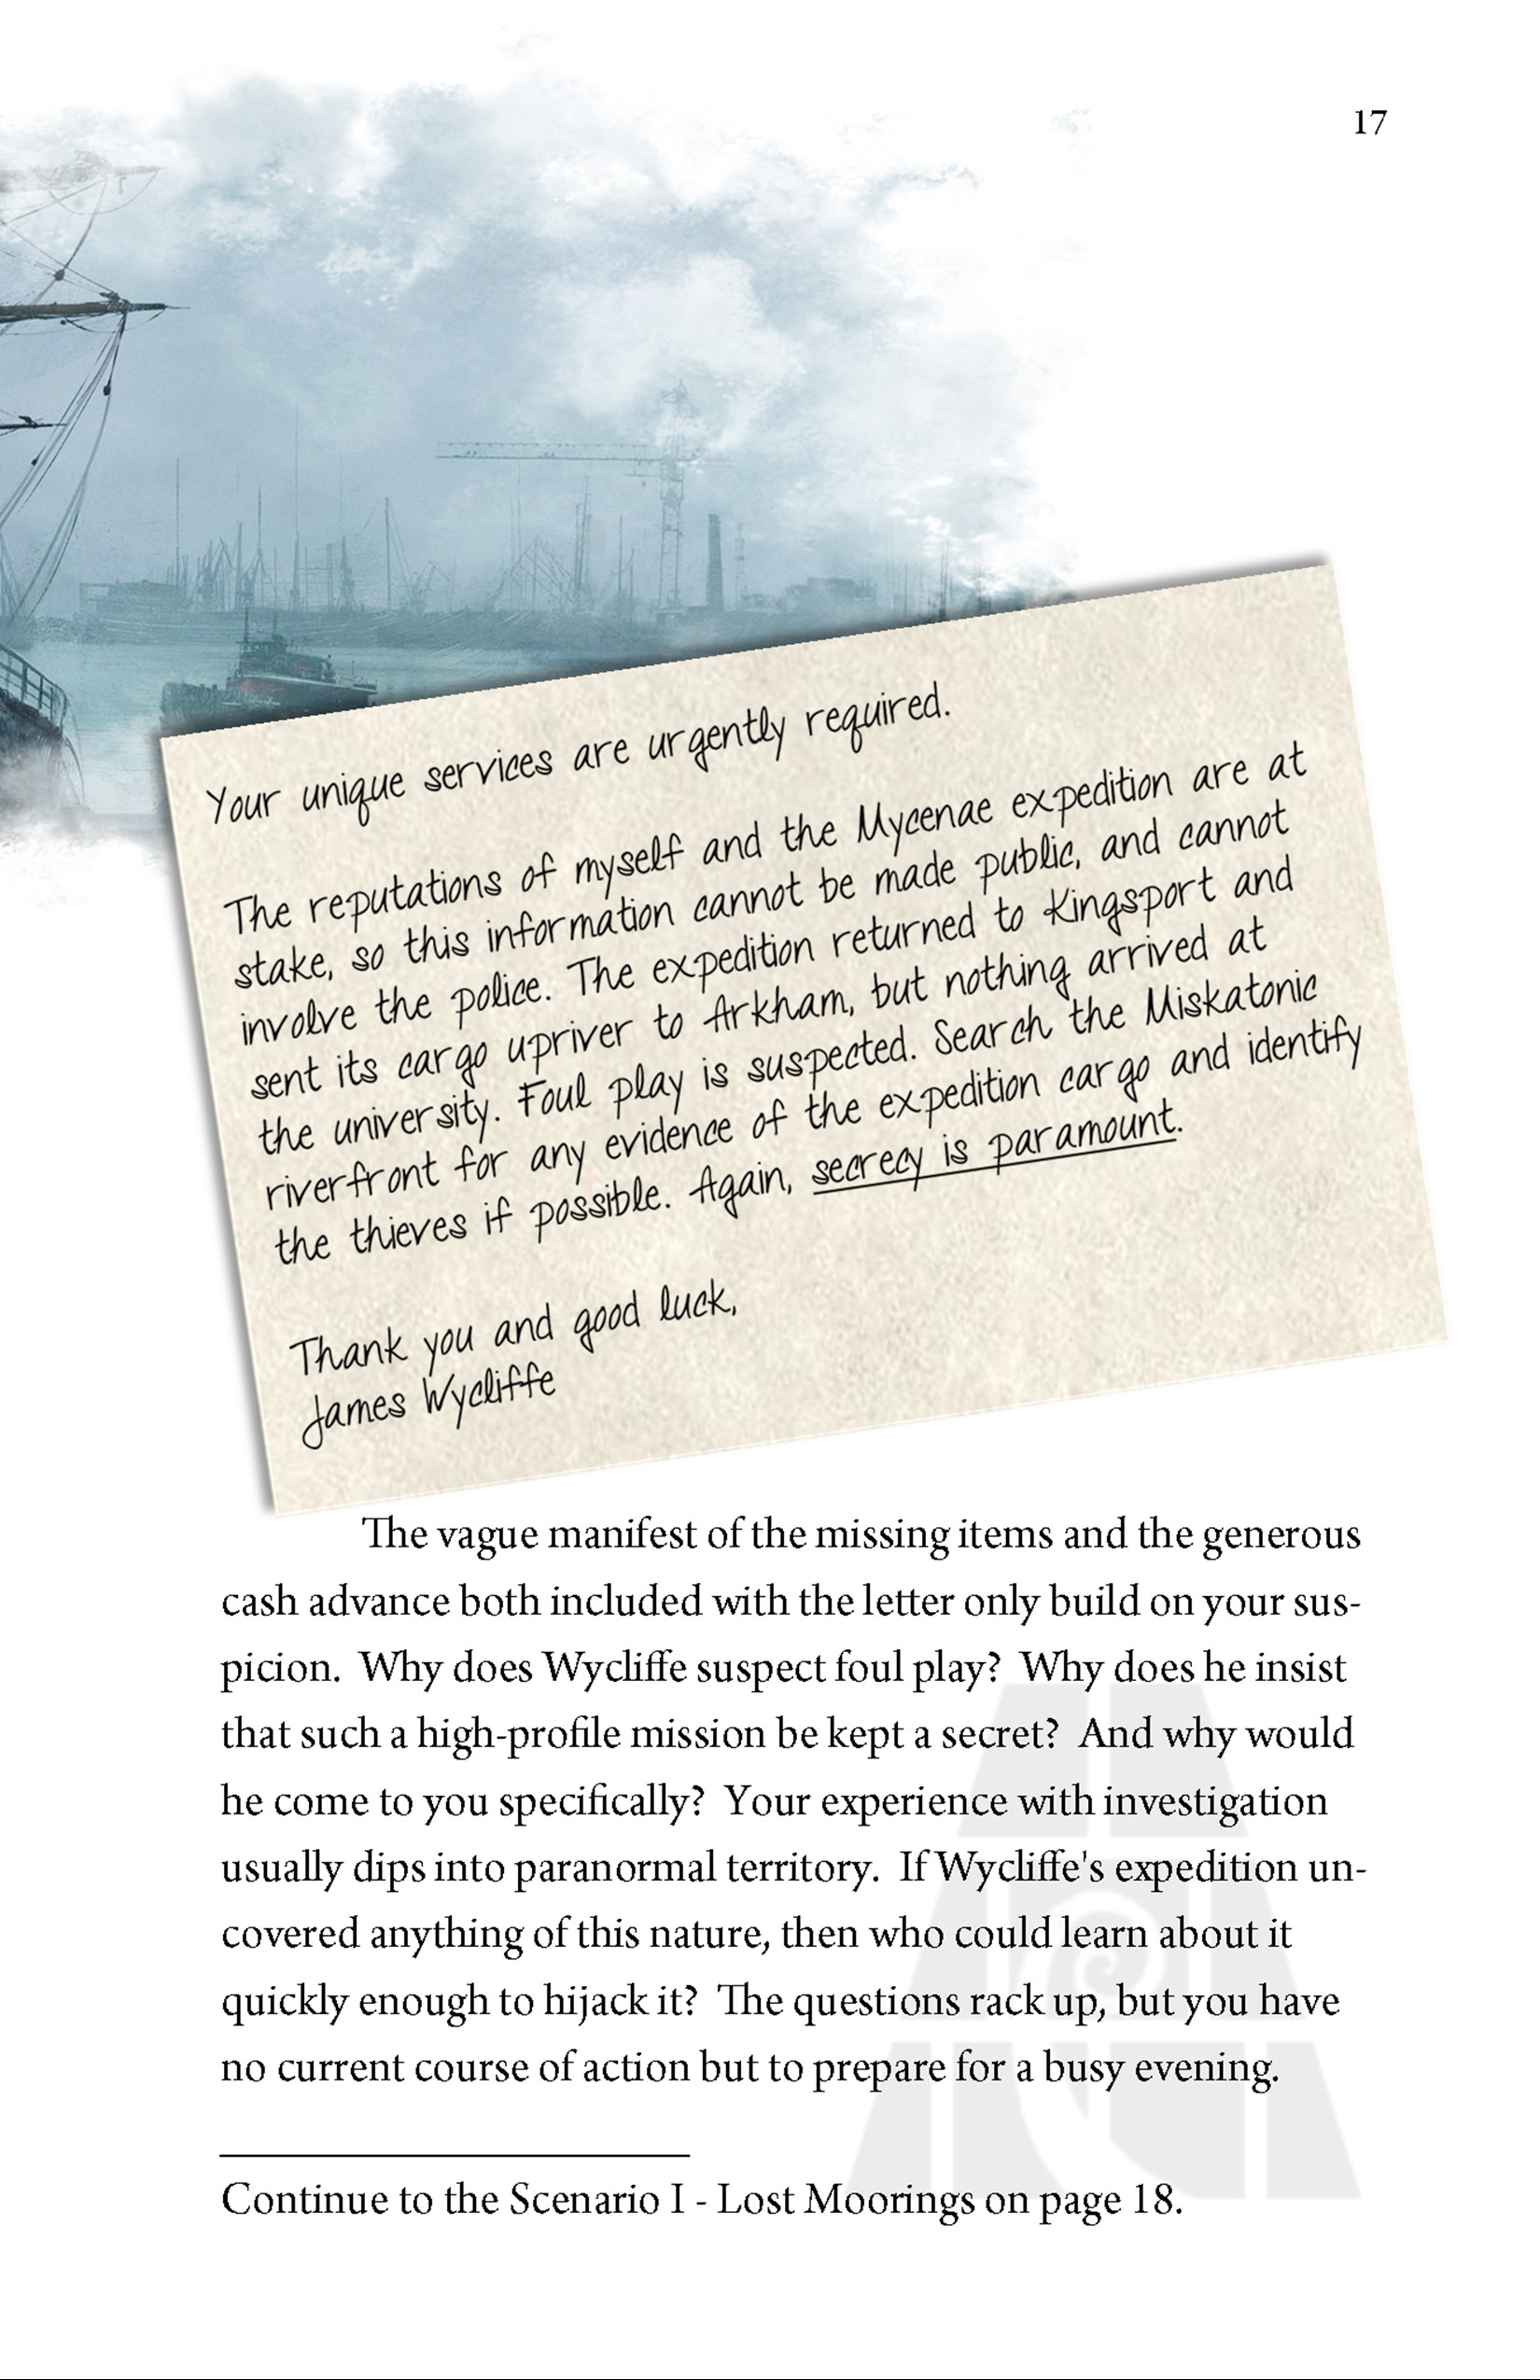 17
Your unique services are urgently required.
The reputations of myself and the Mycenae expedition are at
stake, so this information cannot be made public, and cannot
involve the police. The expedition returned to Kingsport and
sent its cargo upriver to Arkham, but nothing arrived at
the university. Foul play is suspected. Search the Miskatonic
riverfront for any evidence of the expedition cargo and identify
the thieves if possible. Again, secrecy is paramount.
Thank you and good luck,
James Wycliffe
The vague manifest of the missing items and the generous
cash advance both included with the letter only build on your sus-
picion.  Why does Wycliffe suspect foul play?  Why does he insist
that such a high-profile mission be kept a secret?  And why would
he come to you specifically?  Your experience with investigation
usually dips into paranormal territory.  If Wycliffe's expedition un-
covered anything of this nature, then who could learn about it
quickly enough to hijack it?  The questions rack up, but you have
no current course of action but to prepare for a busy evening.
Continue to the Scenario I - Lost Moorings on page 18.